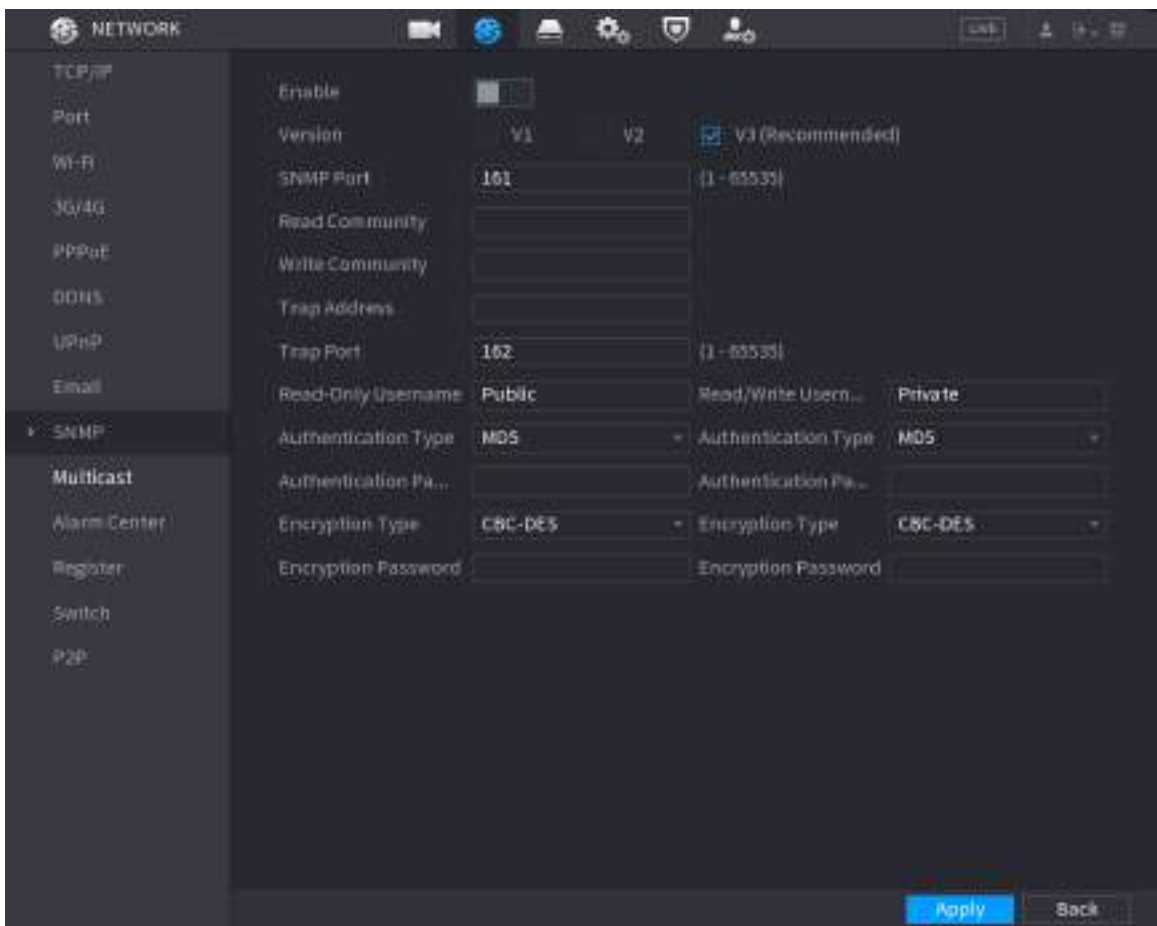 NETWORK
LIVE
TCP/IP
Port
Wi-Fi
3G/4G
PPPoE
DDNS
UPnP
Email
SNMP
Multicast
Alarm Center
Register
Switch
P2P
Enable
Version V1 V2 V3 (Recommended)
SNMP Port 161 (1 - 65535)
Read Community
Write Community
Trap Address
Trap Port 162 (1 - 65535)
Read-Only Username Public Read/Write Usern... Private
Authentication Type MD5 Authentication Type MD5
Authentication Pa... Authentication Pa...
Encryption Type CBC-DES Encryption Type CBC-DES
Encryption Password Encryption Password
Apply Back